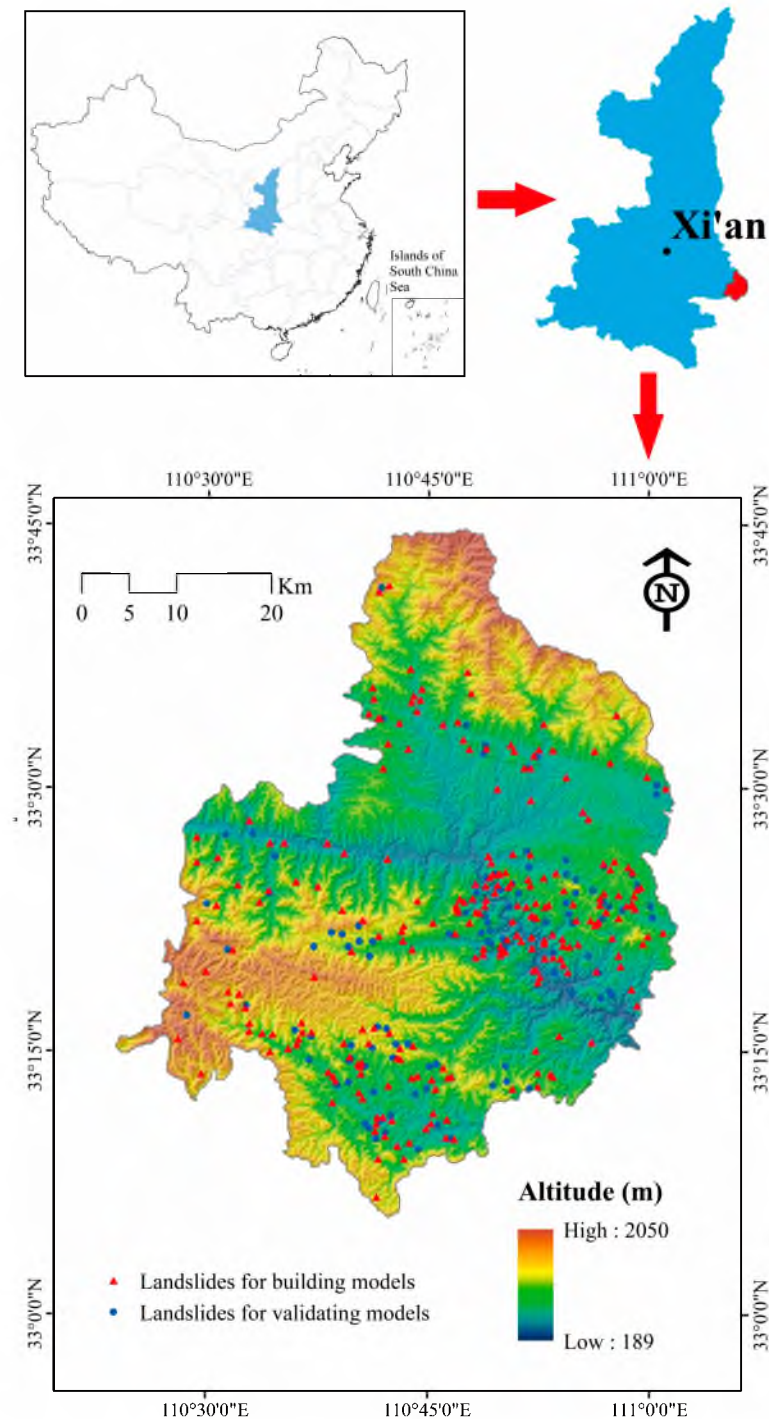 Islands of
South China
Sea
Xi'an
110°30'0"E
110°45'0"E
111°0'0"E
33°45'0"N
33°45'0"N
Km
0
5
10
20
N
33°30'0"N
33°30'0"N
33°15'0"N
33°15'0"N
Altitude (m)
High : 2050
Low : 189
Landslides for building models
Landslides for validating models
33°0'0"N
33°0'0"N
110°30'0"E
110°45'0"E
111°0'0"E